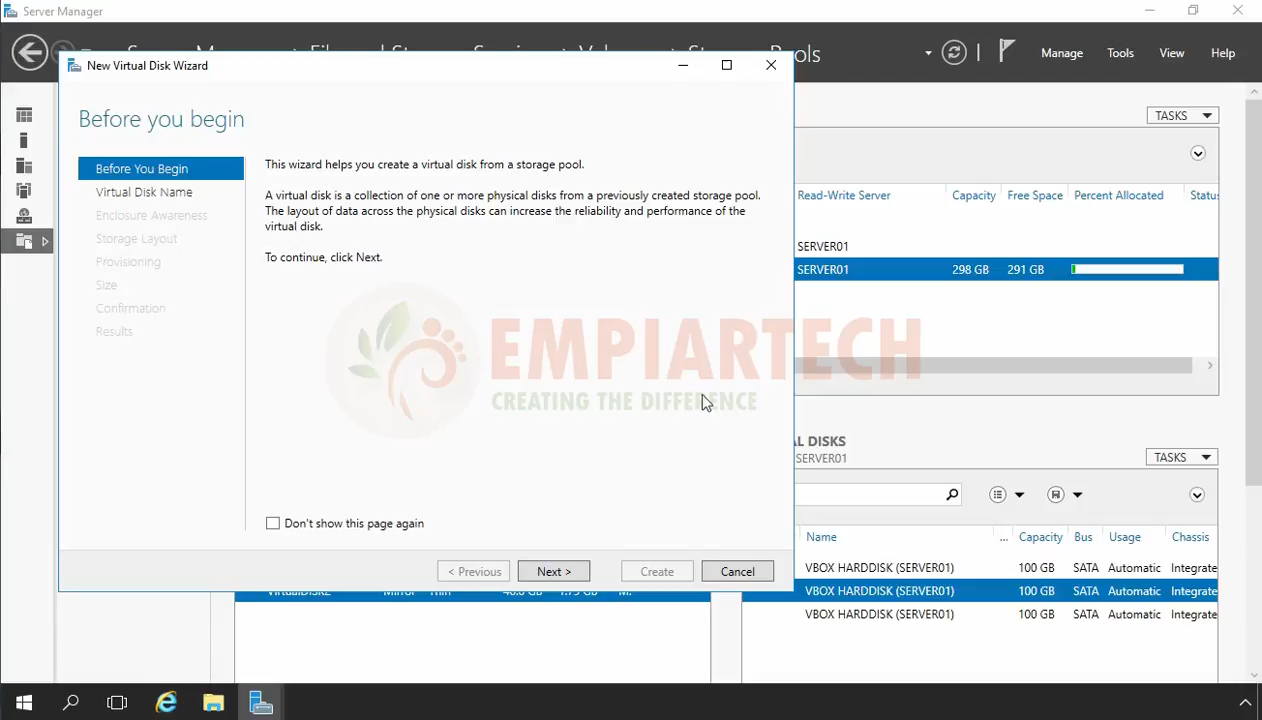 Server Manager
ols
Manage
Tools
View
Help
New Virtual Disk Wizard
Before you begin
Before You Begin
Virtual Disk Name
Enclosure Awareness
Storage Layout
Provisioning
Size
Confirmation
Results
This wizard helps you create a virtual disk from a storage pool.
A virtual disk is a collection of one or more physical disks from a previously created storage pool.
The layout of data across the physical disks can increase the reliability and performance of the
virtual disk.
To continue, click Next.
EMPIARTECH
CREATING THE DIFFERENCE
Don't show this page again
< Previous
Next >
Create
Cancel
TASKS
Read-Write Server Capacity Free Space Percent Allocated Status
SERVER01
SERVER01 298 GB 291 GB
L DISKS
SERVER01
TASKS
Name ... Capacity Bus Usage Chassis
VBOX HARDDISK (SERVER01) 100 GB SATA Automatic Integrate
VBOX HARDDISK (SERVER01) 100 GB SATA Automatic Integrate
VBOX HARDDISK (SERVER01) 100 GB SATA Automatic Integrate